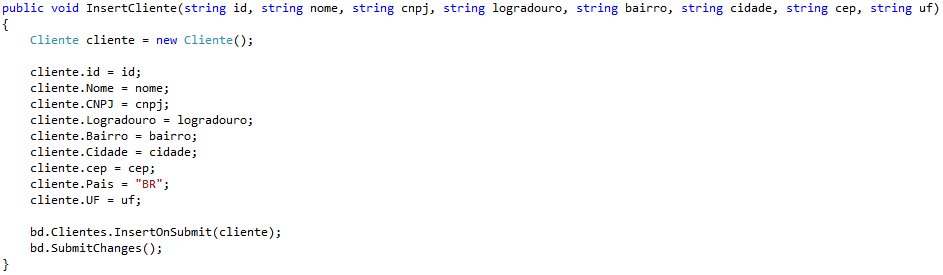 public void InsertCliente(string id, string nome, string cnpj, string logradouro, string bairro, string cidade, string cep, string uf)
{
    Cliente cliente = new Cliente();

    cliente.id = id;
    cliente.Nome = nome;
    cliente.CNPJ = cnpj;
    cliente.Logradouro = logradouro;
    cliente.Bairro = bairro;
    cliente.Cidade = cidade;
    cliente.cep = cep;
    cliente.Pais = "BR";
    cliente.UF = uf;

    bd.Clientes.InsertOnSubmit(cliente);
    bd.SubmitChanges();
}